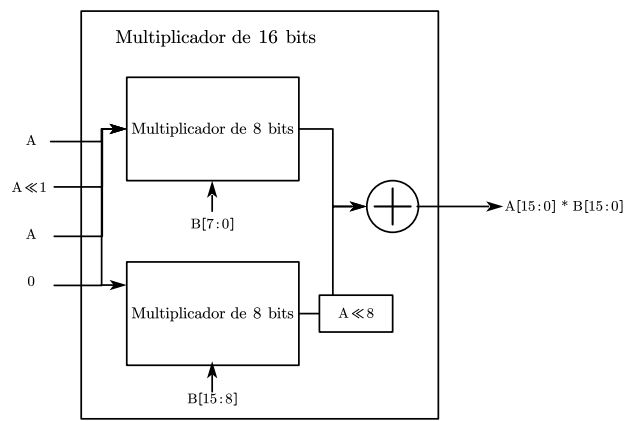 Multiplicador de 16 bits
Multiplicador de 8 bits
A
A≪1
B[7:0]
A[15:0] * B[15:0]
A
0
Multiplicador de 8 bits
A≪8
B[15:8]